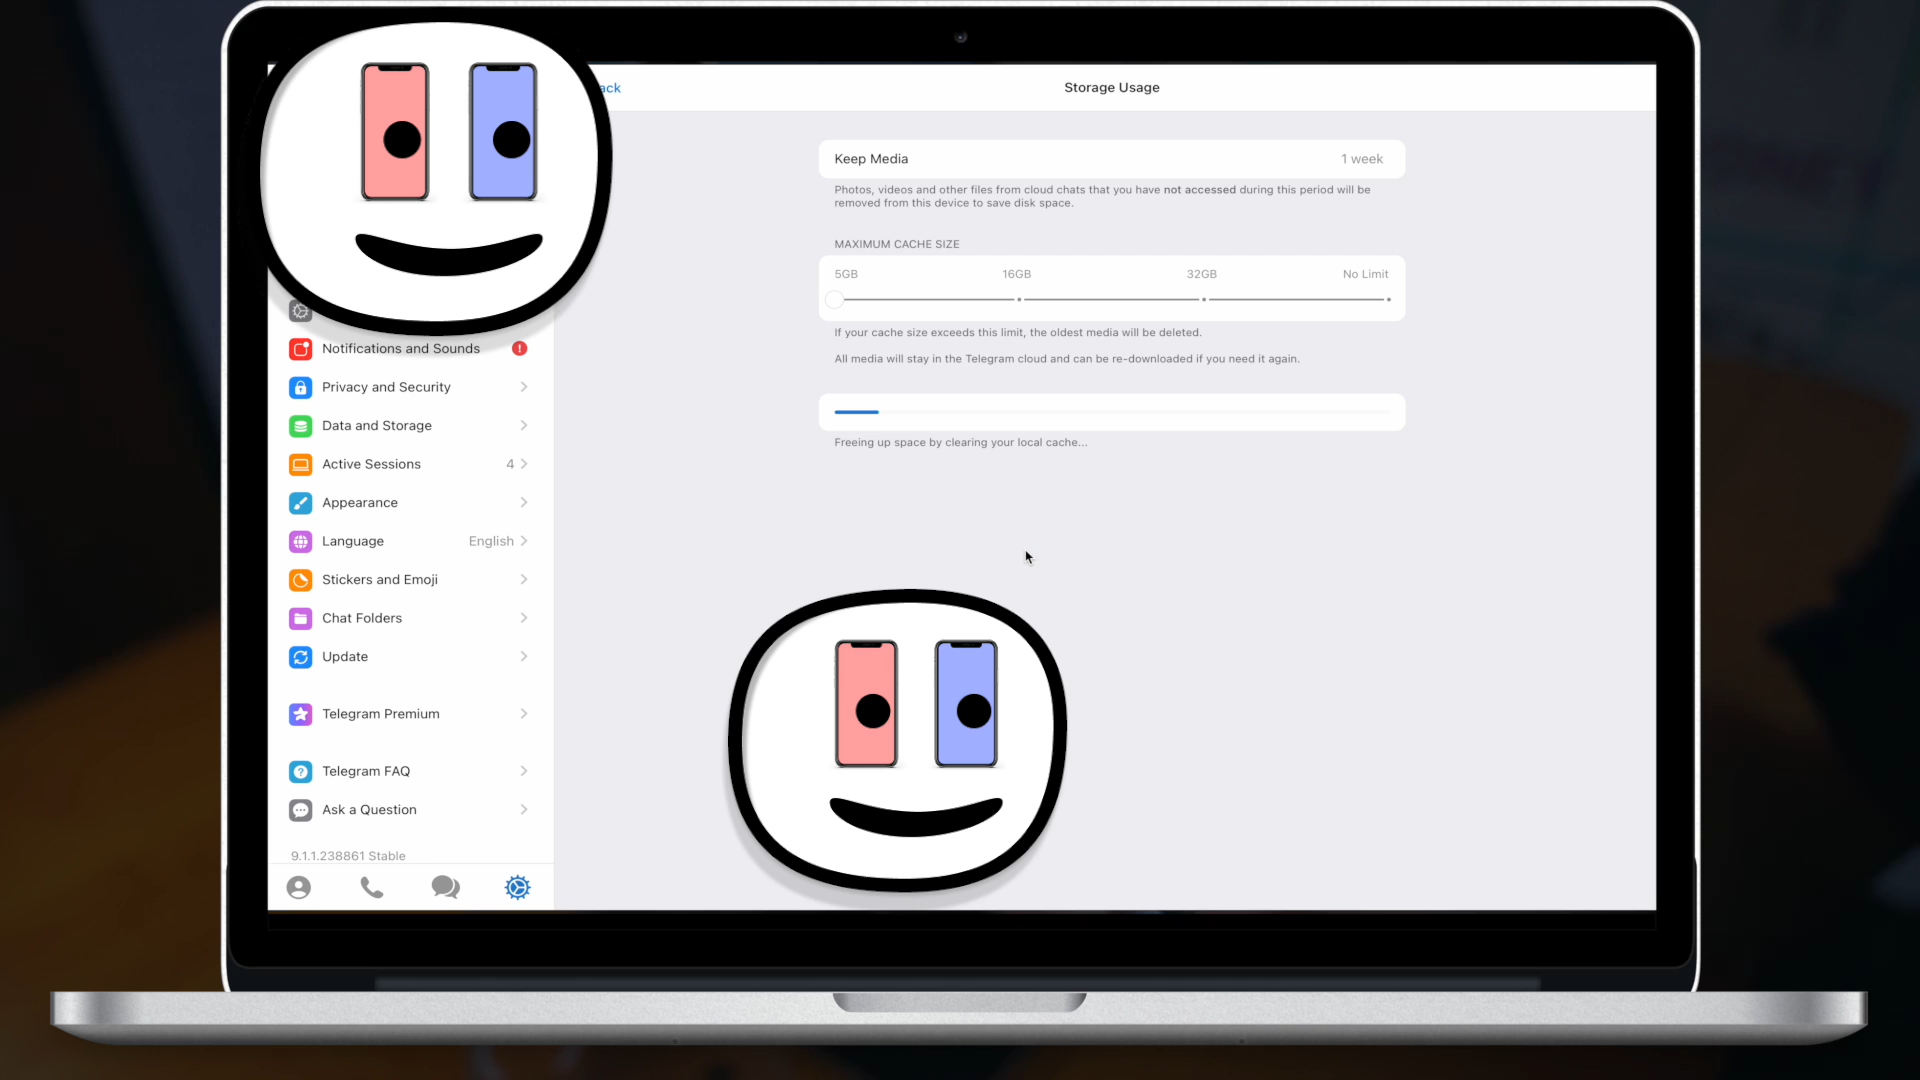 ack
Storage Usage
Keep Media
1 week
Photos, videos and other files from cloud chats that you have not accessed during this period will be
removed from this device to save disk space.
MAXIMUM CACHE SIZE
5GB 16GB 32GB No Limit
If your cache size exceeds this limit, the oldest media will be deleted.
All media will stay in the Telegram cloud and can be re-downloaded if you need it again.
Freeing up space by clearing your local cache...
Notifications and Sounds
Privacy and Security
Data and Storage
Active Sessions 4
Appearance
Language English
Stickers and Emoji
Chat Folders
Update
Telegram Premium
Telegram FAQ
Ask a Question
9.1.1.238861 Stable